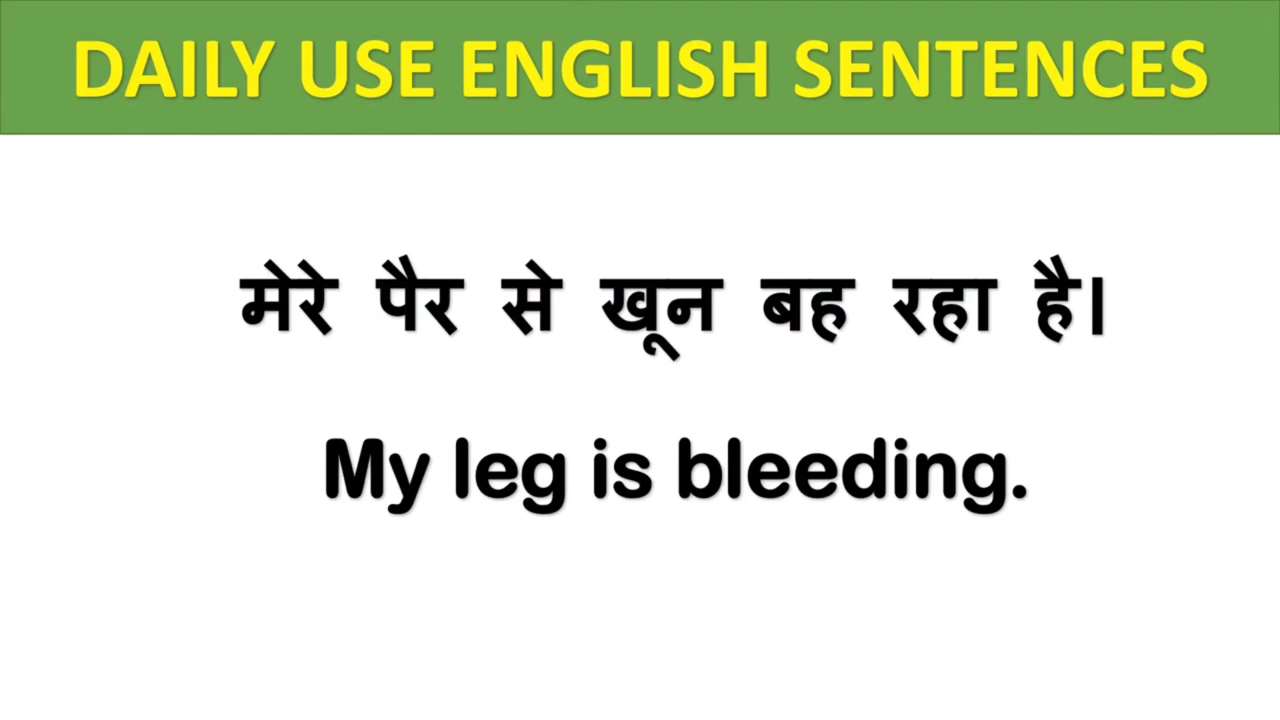 DAILY USE ENGLISH SENTENCES
मेरे पैर से खून बह रहा है।
My leg is bleeding.